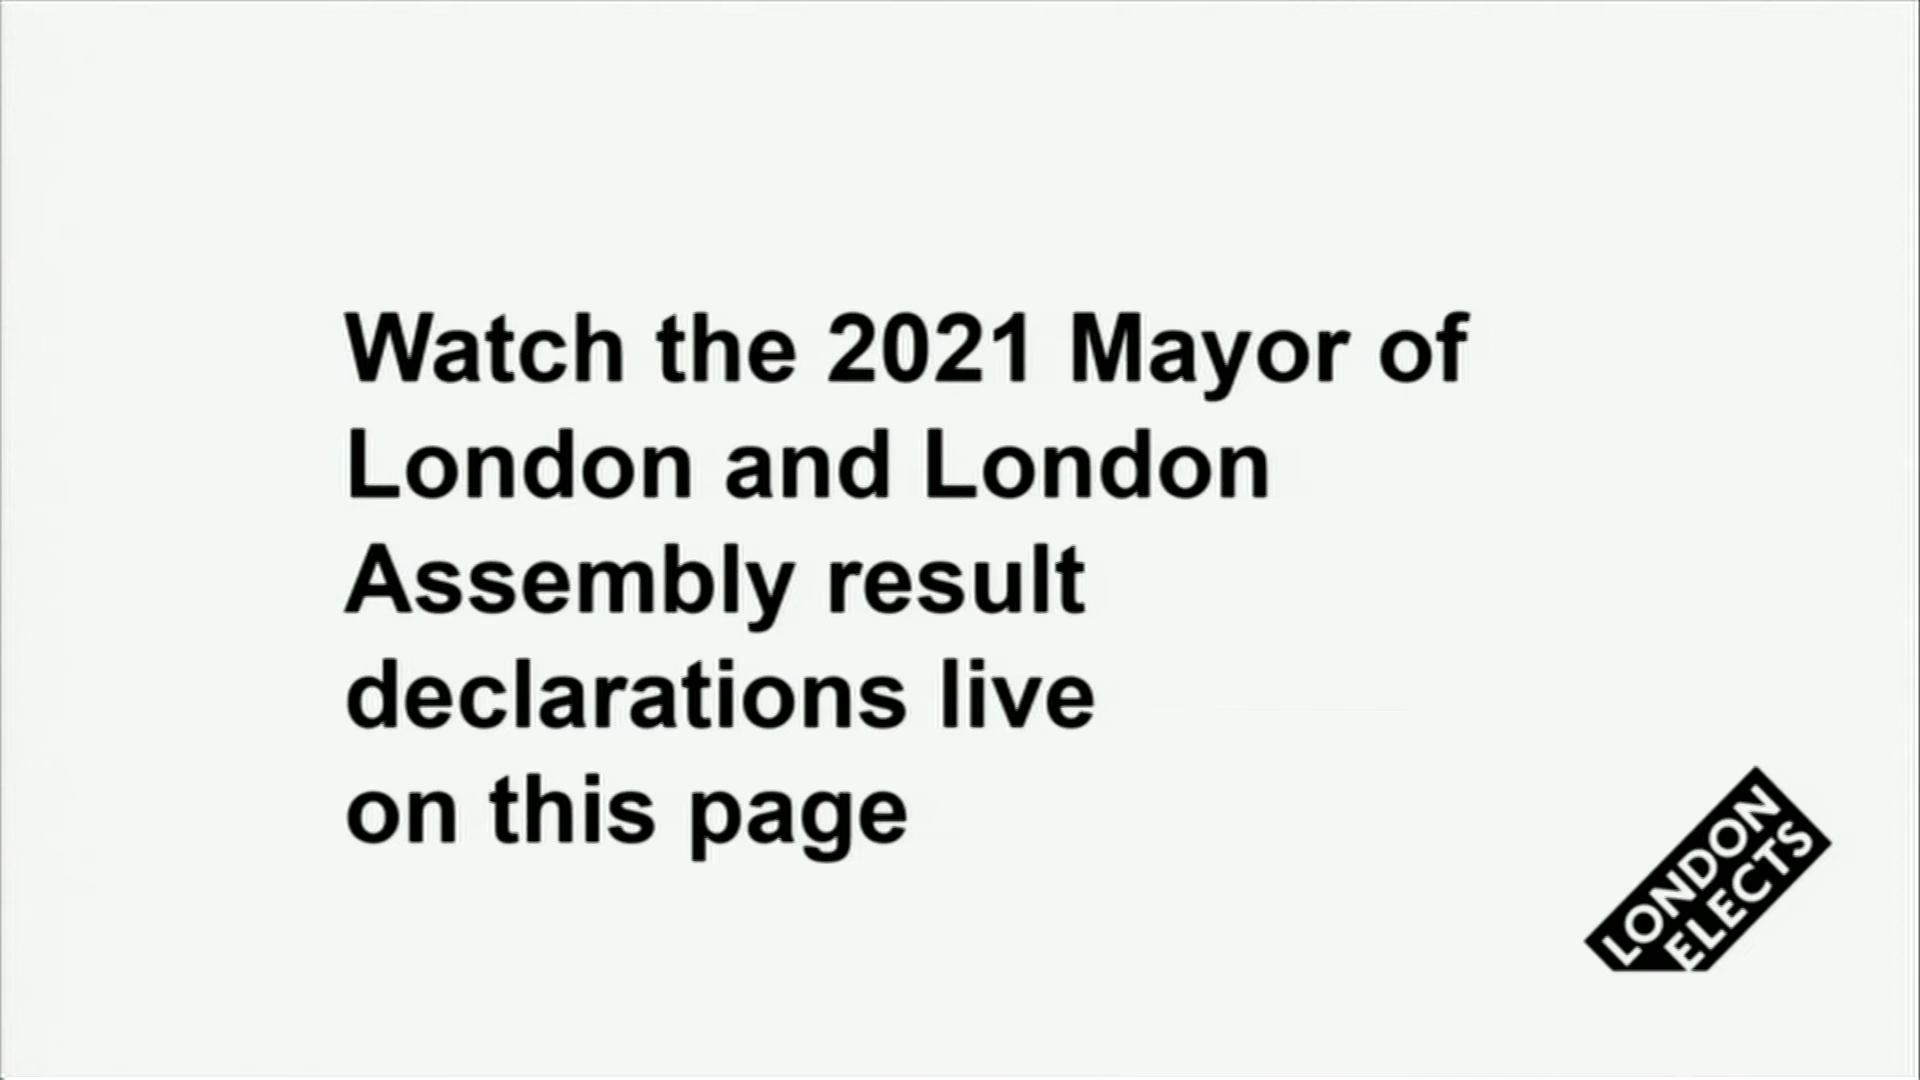 Watch the 2021 Mayor of
London and London
Assembly result
declarations live
on this page
LONDON
ELECTS